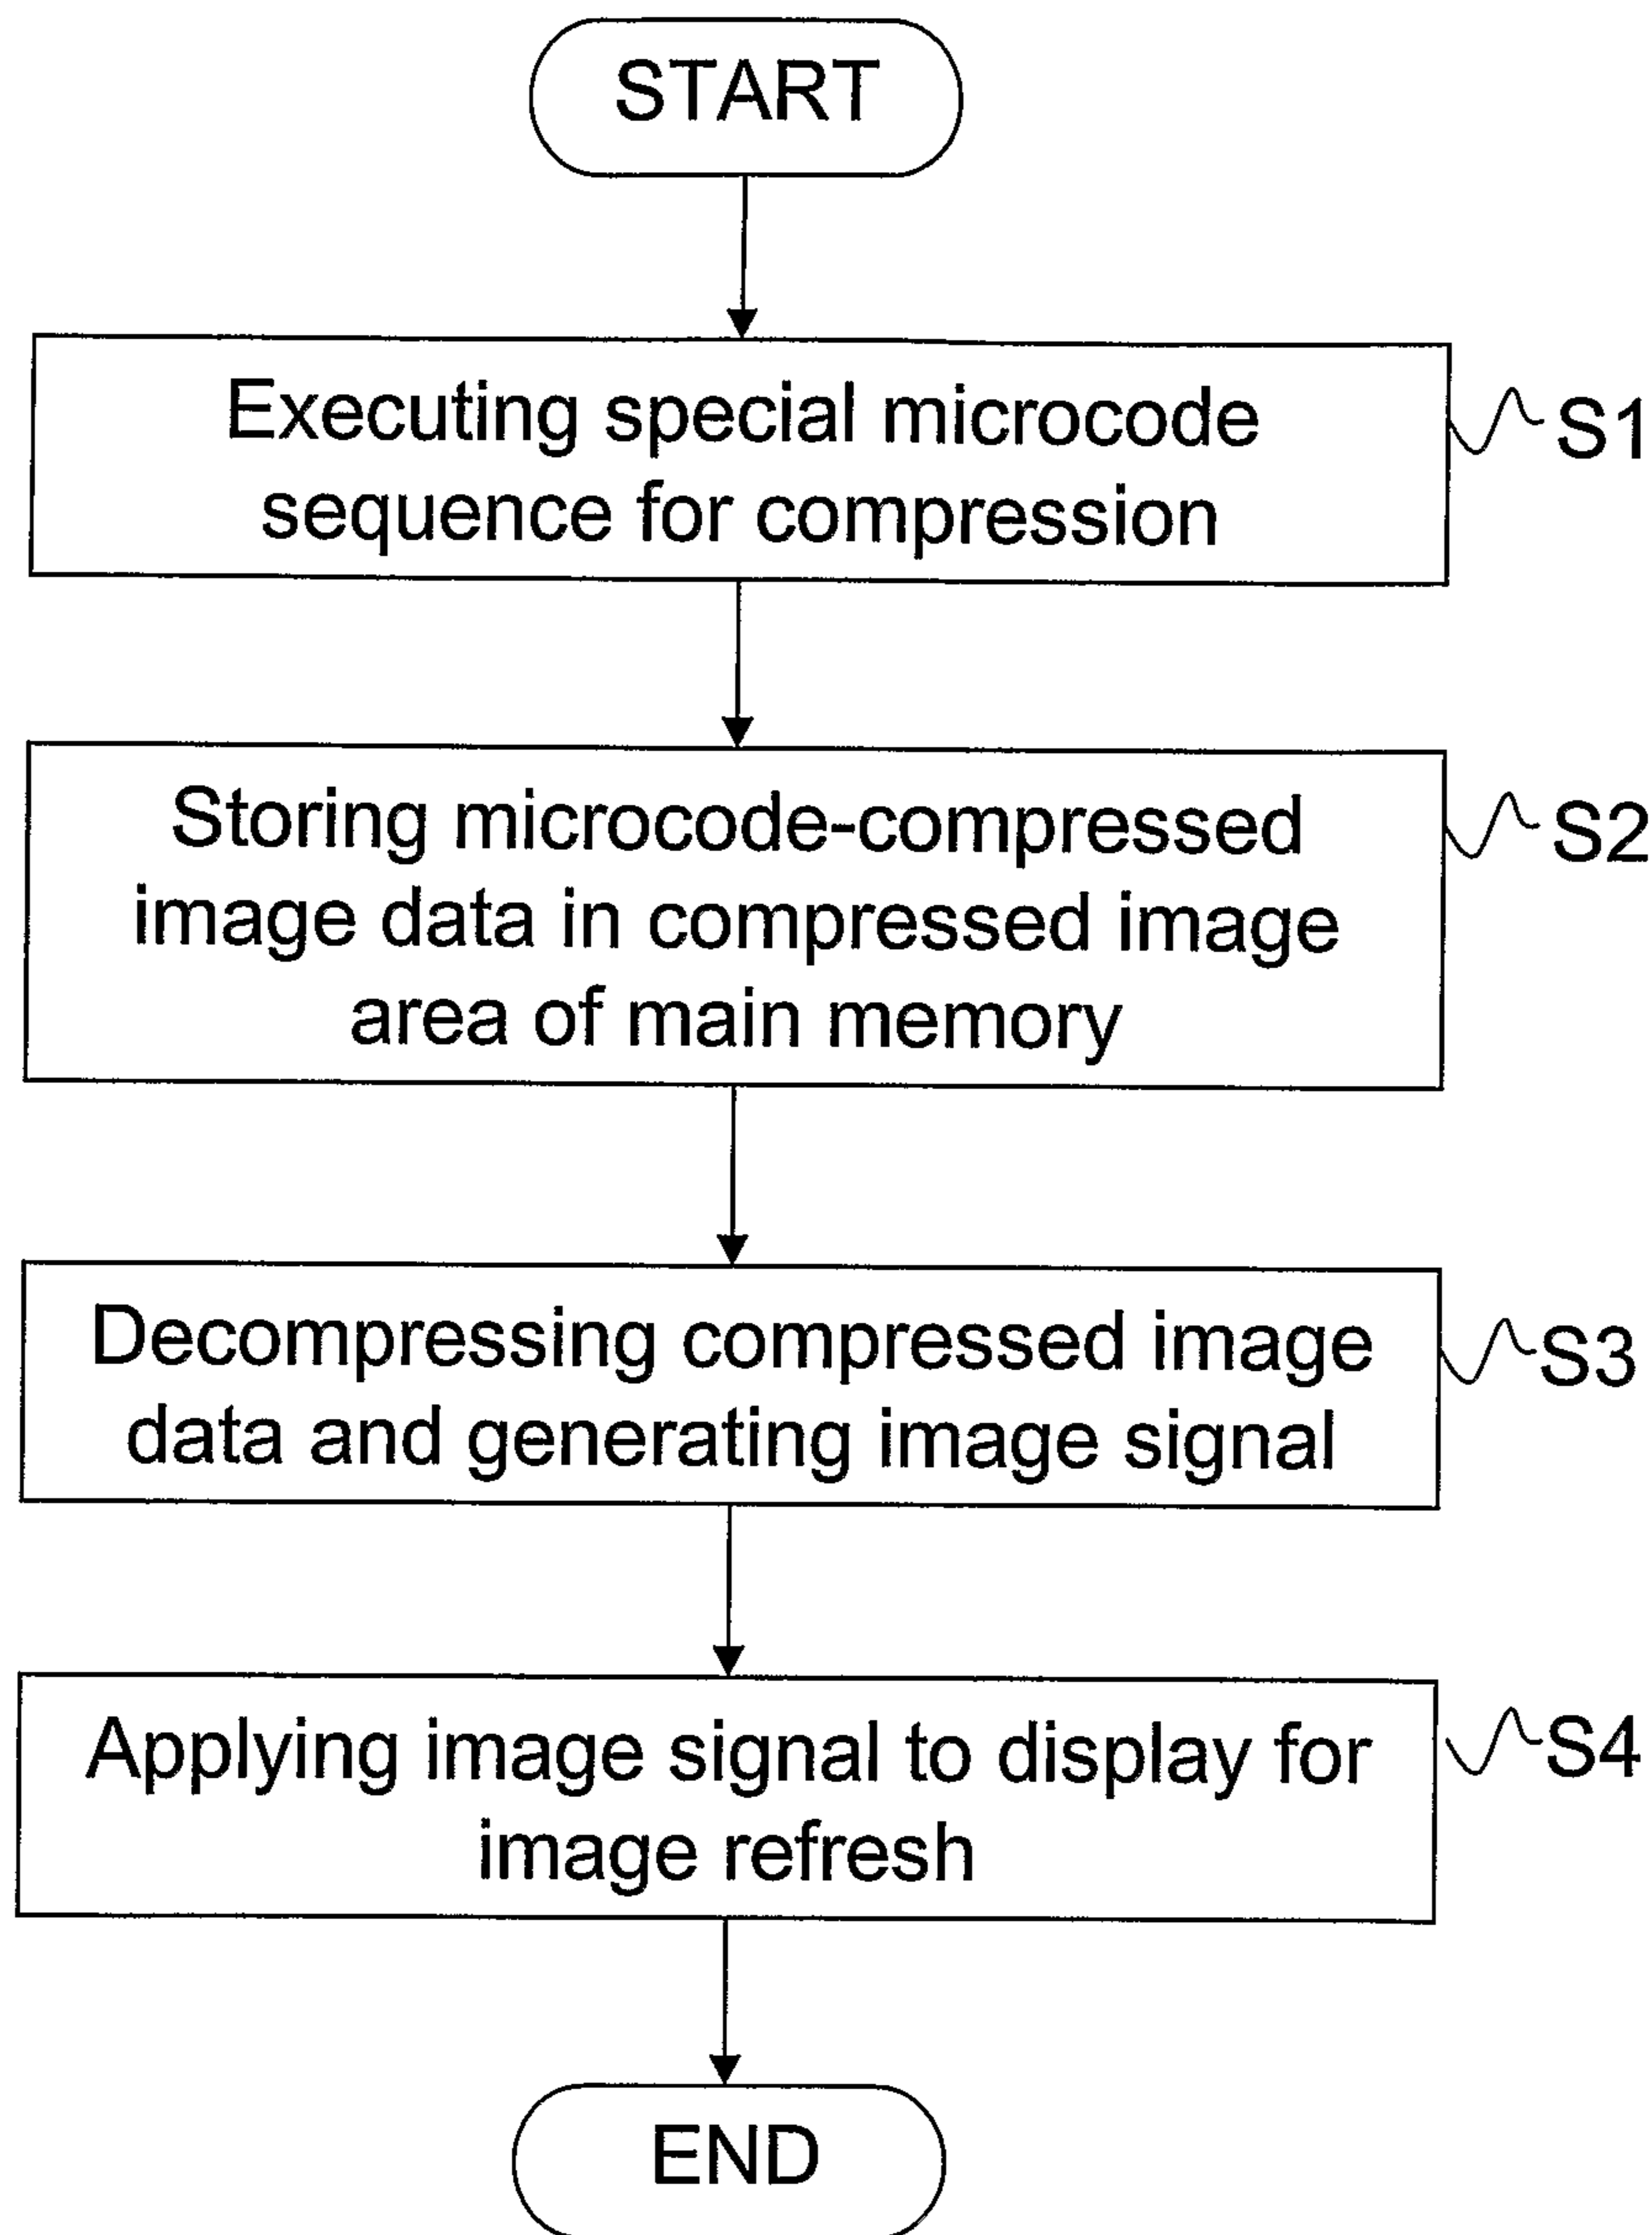 START
Executing special microcode
sequence for compression
S1
Storing microcode-compressed
image data in compressed image
area of main memory
S2
Decompressing compressed image
data and generating image signal
S3
Applying image signal to display for
image refresh
S4
END